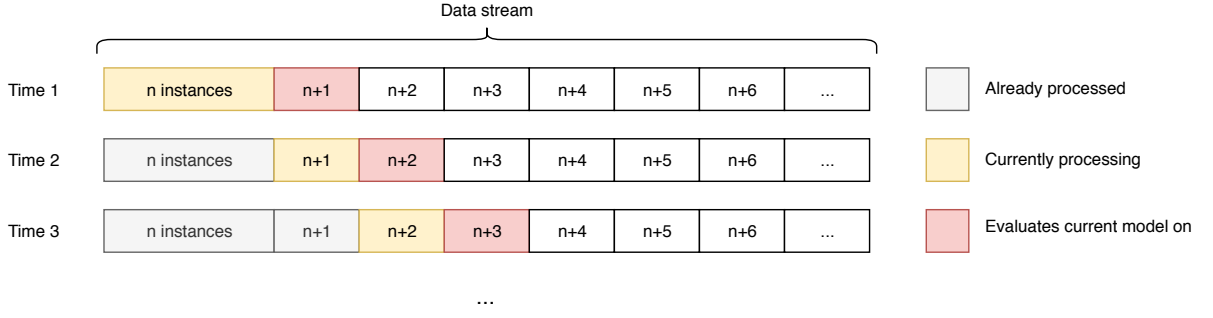 Data stream
Time 1 n instances n+1 n+2 n+3 n+4 n+5 n+6 ... Already processed
Time 2 n instances n+1 n+2 n+3 n+4 n+5 n+6 ... Currently processing
Time 3 n instances n+1 n+2 n+3 n+4 n+5 n+6 ... Evaluates current model on
...